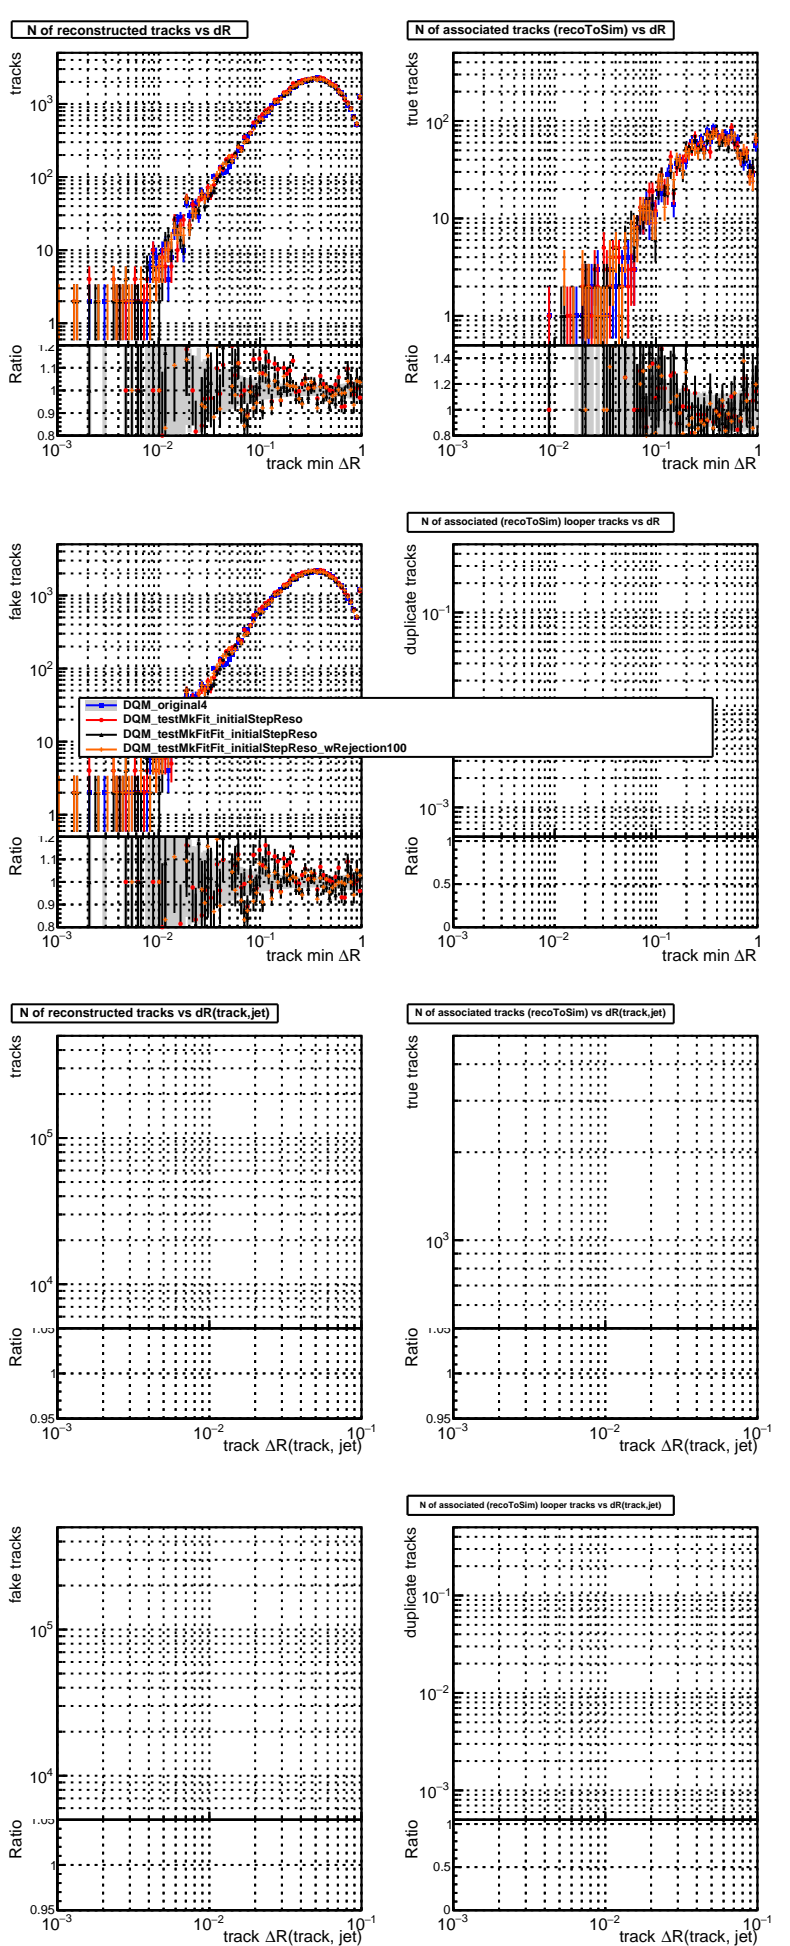 N of reconstructed tracks vs dR
tracks
10³
10²
10
1
Ratio
1.2
1.1
1
0.9
0.8
10⁻³
10⁻²
10⁻¹
1
track min ΔR
N of associated tracks (recoToSim) vs dR
true tracks
10²
10
1
Ratio
1.4
1.2
1
0.8
10⁻³
10⁻²
10⁻¹
1
track min ΔR
fake tracks
10³
10²
10
1
Ratio
1.2
1.1
1
0.9
0.8
10⁻³
10⁻²
10⁻¹
1
track min ΔR
N of associated (recoToSim) looper tracks vs dR
duplicate tracks
10⁻¹
10⁻³
Ratio
1
0.5
0
10⁻³
10⁻²
10⁻¹
1
track min ΔR
DQM_original4
DQM_testMkFit_initialStepReso
DQM_testMkFitFit_initialStepReso
DQM_testMkFitFit_initialStepReso_wRejection100
N of reconstructed tracks vs dR(track,jet)
tracks
10⁵
10⁴
Ratio
1.05
1
0.95
10⁻³
10⁻²
10⁻¹
track ΔR(track, jet)
N of associated tracks (recoToSim) vs dR(track,jet)
true tracks
10³
Ratio
1.05
1
0.95
10⁻³
10⁻²
10⁻¹
track ΔR(track, jet)
fake tracks
10⁵
10⁴
Ratio
1.05
1
0.95
10⁻³
10⁻²
10⁻¹
track ΔR(track, jet)
N of associated (recoToSim) looper tracks vs dR(track,jet)
duplicate tracks
10⁻¹
10⁻²
10⁻³
Ratio
1
0.5
0
10⁻³
10⁻²
10⁻¹
track ΔR(track, jet)